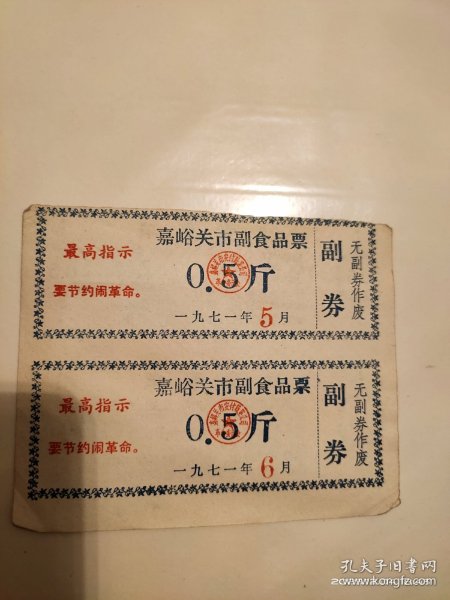 嘉峪关市副食品票
最高指示
要节约闹革命。
0.5斤
一九七一年5月
副券
无副券作废
嘉峪关市副食品票
最高指示
要节约闹革命。
0.5斤
一九七一年6月
副券
无副券作废
孔夫子旧书网